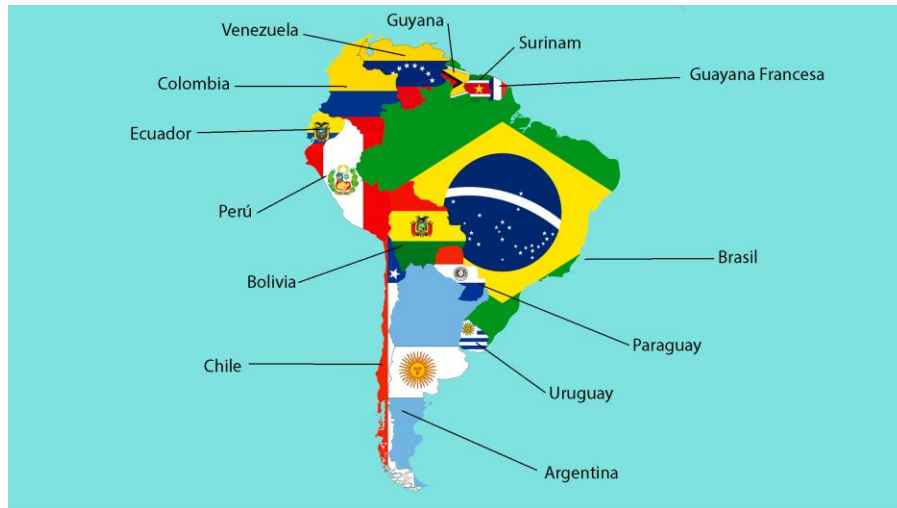 Guyana
Venezuela
Surinam
Guayana Francesa
Colombia
Ecuador
Perú
Brasil
Bolivia
Paraguay
Chile
Uruguay
Argentina